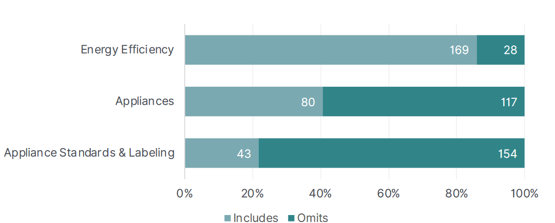 Energy Efficiency 169 28
Appliances 80 117
Appliance Standards & Labeling 43 154
0% 20% 40% 60% 80% 100%
Includes Omits